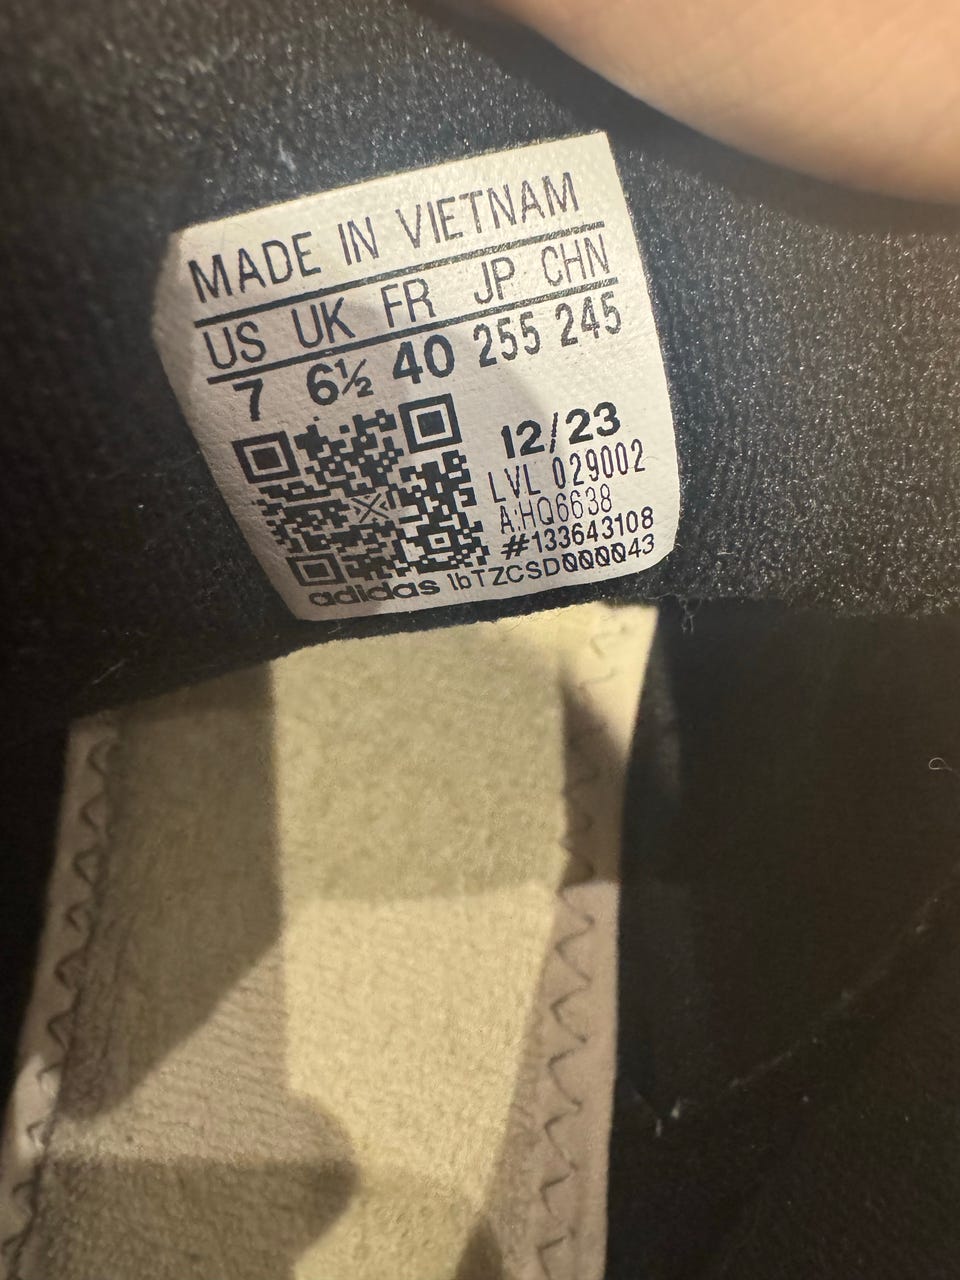 MADE IN VIETNAM
US UK FR JP CHN
7 6½ 40 255 245
12/23
LVL 029002
A:HQ6638
#133643108
adidas 1bTZCSD000043